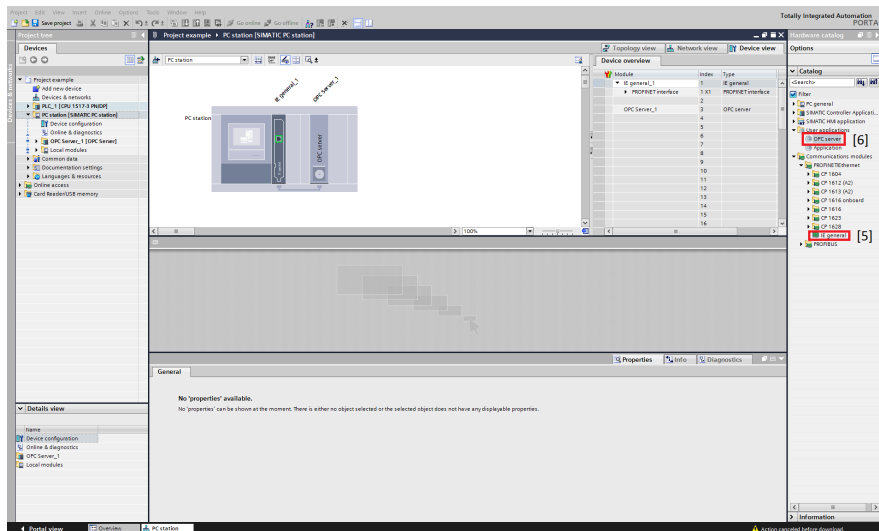 Project Edit View Insert Online Options Tools Window Help
Totally Integrated Automation
PORTA
Save project
Go online
Go offline
Project tree
Project example
PC station [SIMATIC PC station]
Hardware catalog
Devices
Topology view
Network view
Device view
Options
PC station
Device overview
Devices & networks
Project example
Add new device
Devices & networks
PLC_1 [CPU 1517-3 PN/DP]
PC station [SIMATIC PC station]
Device configuration
Online & diagnostics
OPC Server_1 [OPC Server]
Local modules
Common data
Documentation settings
Languages & resources
Online access
Card Reader/USB memory
IE general_1
OPC Server_1
PC station
OPC server
100%
Module Index Type
IE general_1 1 IE general
PROFINET interface 1 X1 PROFINET interface
2
OPC Server_1 3 OPC server
4
5
6
7
8
9
10
11
12
13
14
15
16
Catalog
<Search>
Filter
PC general
SIMATIC Controller Applicati...
SIMATIC HMI application
User applications
OPC server
[6]
Application
Communications modules
PROFINET/Ethernet
CP 1604
CP 1612 (A2)
CP 1613 (A2)
CP 1616 onboard
CP 1616
CP 1623
CP 1628
IE general
[5]
PROFIBUS
Properties
Info
Diagnostics
General
No 'properties' available.
No 'properties' can be shown at the moment. There is either no object selected or the selected object does not have any displayable properties.
Details view
Name
Device configuration
Online & diagnostics
OPC Server_1
Local modules
Information
Portal view
Overview
PC station
Action canceled before download.